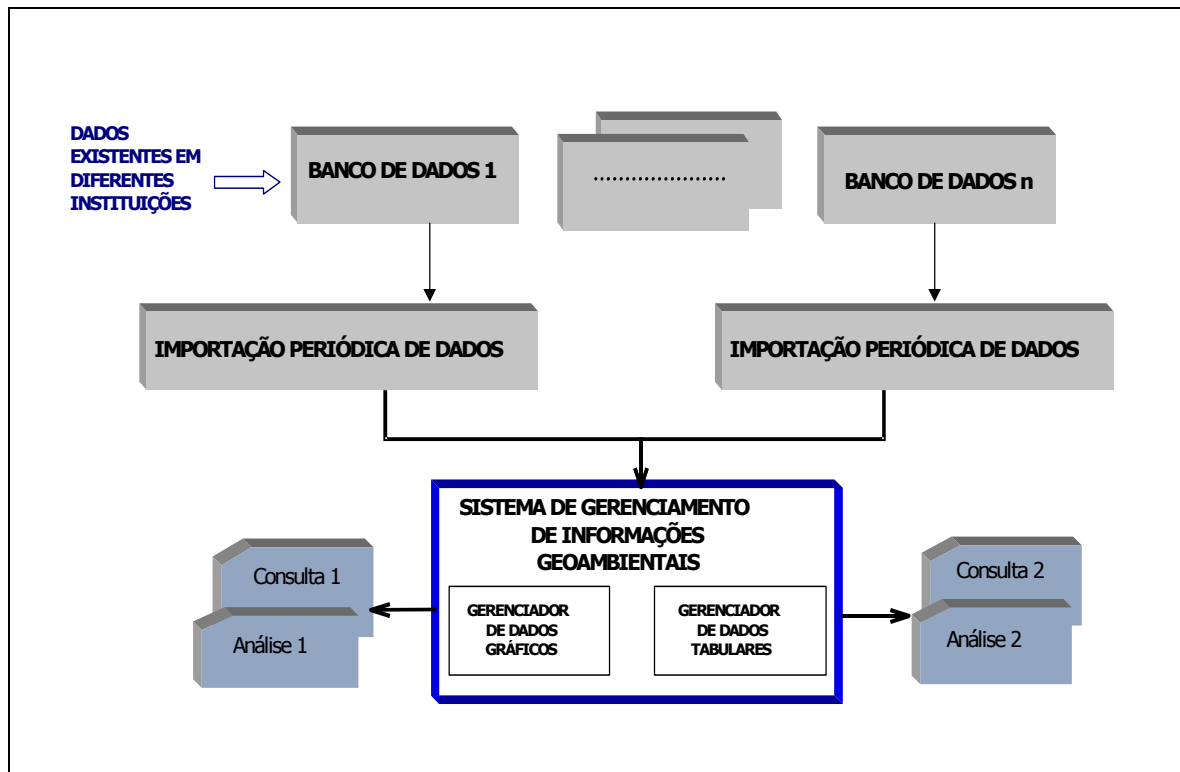 DADOS
EXISTENTES EM
DIFERENTES
INSTITUIÇÕES
BANCO DE DADOS 1
.....................
BANCO DE DADOS n
IMPORTAÇÃO PERIÓDICA DE DADOS
IMPORTAÇÃO PERIÓDICA DE DADOS
SISTEMA DE GERENCIAMENTO
DE INFORMAÇÕES
GEOAMBIENTAIS
GERENCIADOR
DE DADOS
GRÁFICOS
GERENCIADOR
DE DADOS
TABULARES
Consulta 1
Análise 1
Consulta 2
Análise 2